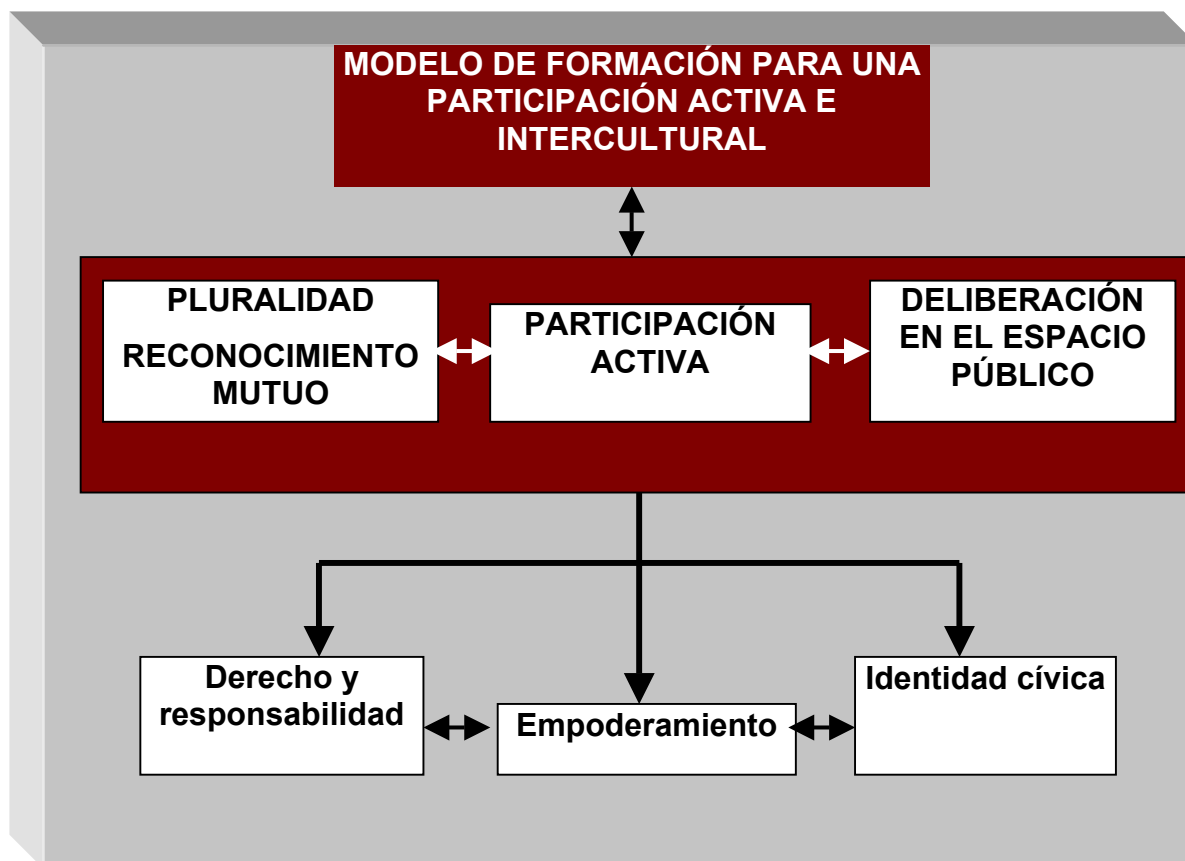 MODELO DE FORMACIÓN PARA UNA
PARTICIPACIÓN ACTIVA E
INTERCULTURAL
PLURALIDAD
RECONOCIMIENTO
MUTUO
PARTICIPACIÓN
ACTIVA
DELIBERACIÓN
EN EL ESPACIO
PÚBLICO
Derecho y
responsabilidad
Empoderamiento
Identidad cívica